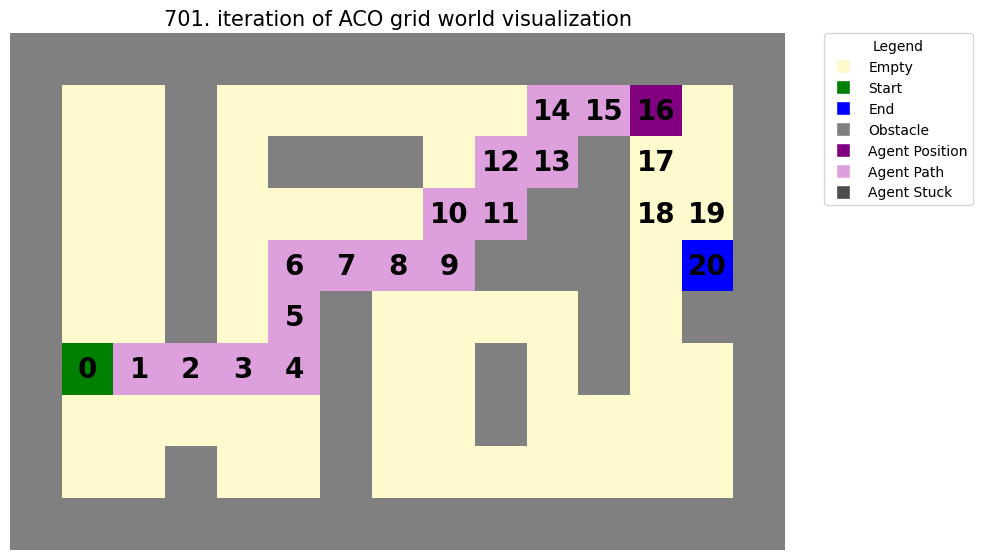 701. iteration of ACO grid world visualization
14 15 16
12 13 17
10 11 18 19
6 7 8 9 20
5
0 1 2 3 4
Legend
Empty
Start
End
Obstacle
Agent Position
Agent Path
Agent Stuck